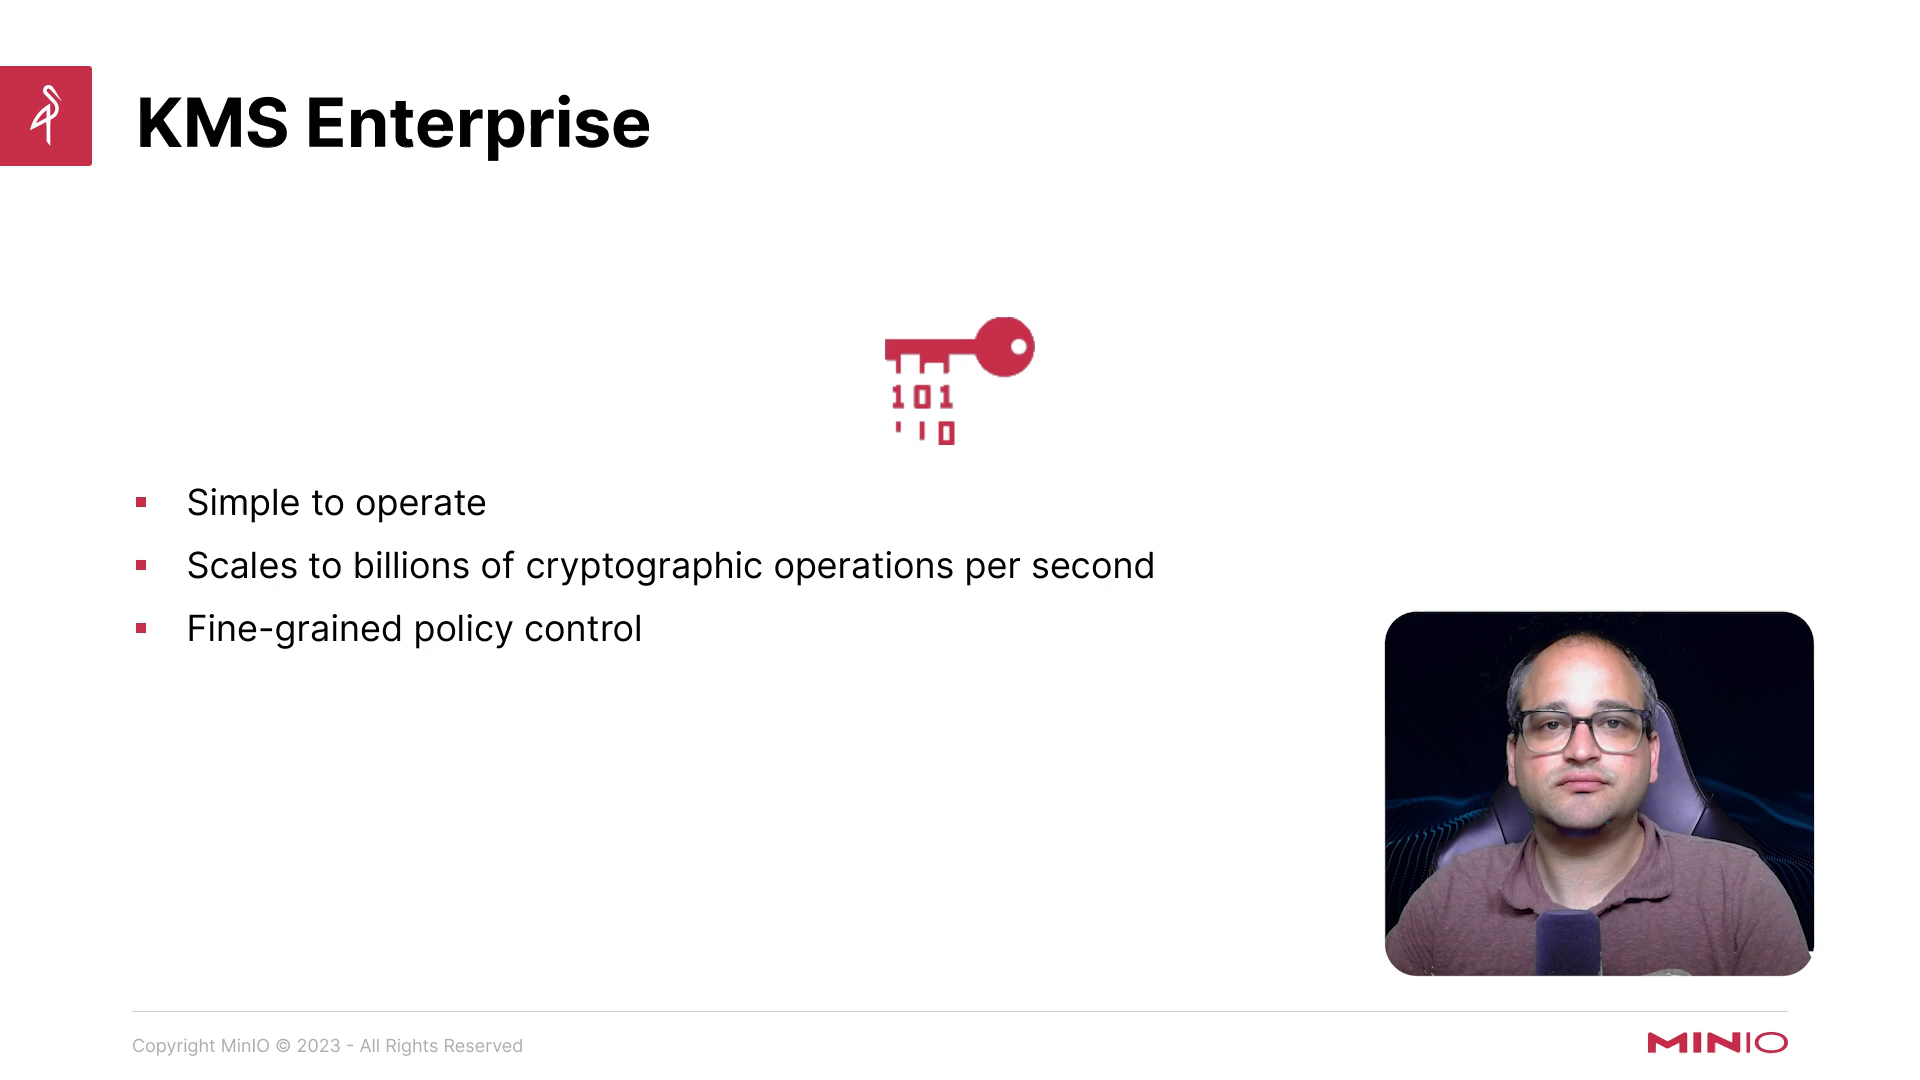 KMS Enterprise
101
10
Simple to operate
Scales to billions of cryptographic operations per second
Fine-grained policy control
Copyright MinIO © 2023 - All Rights Reserved
MINIO